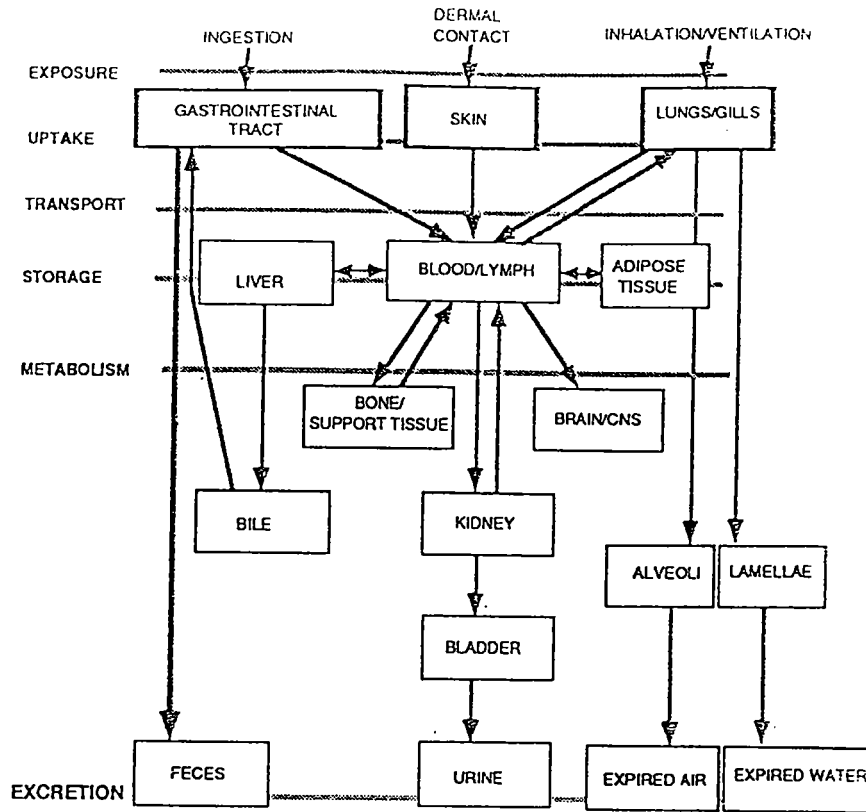 INGESTION
DERMAL
CONTACT
INHALATION/VENTILATION
EXPOSURE
GASTROINTESTINAL
TRACT
SKIN
LUNGS/GILLS
UPTAKE
TRANSPORT
LIVER
BLOOD/LYMPH
ADIPOSE
TISSUE
STORAGE
METABOLISM
BONE/
SUPPORT TISSUE
BRAIN/CNS
BILE
KIDNEY
ALVEOLI
LAMELLAE
BLADDER
FECES
URINE
EXPIRED AIR
EXPIRED WATER
EXCRETION